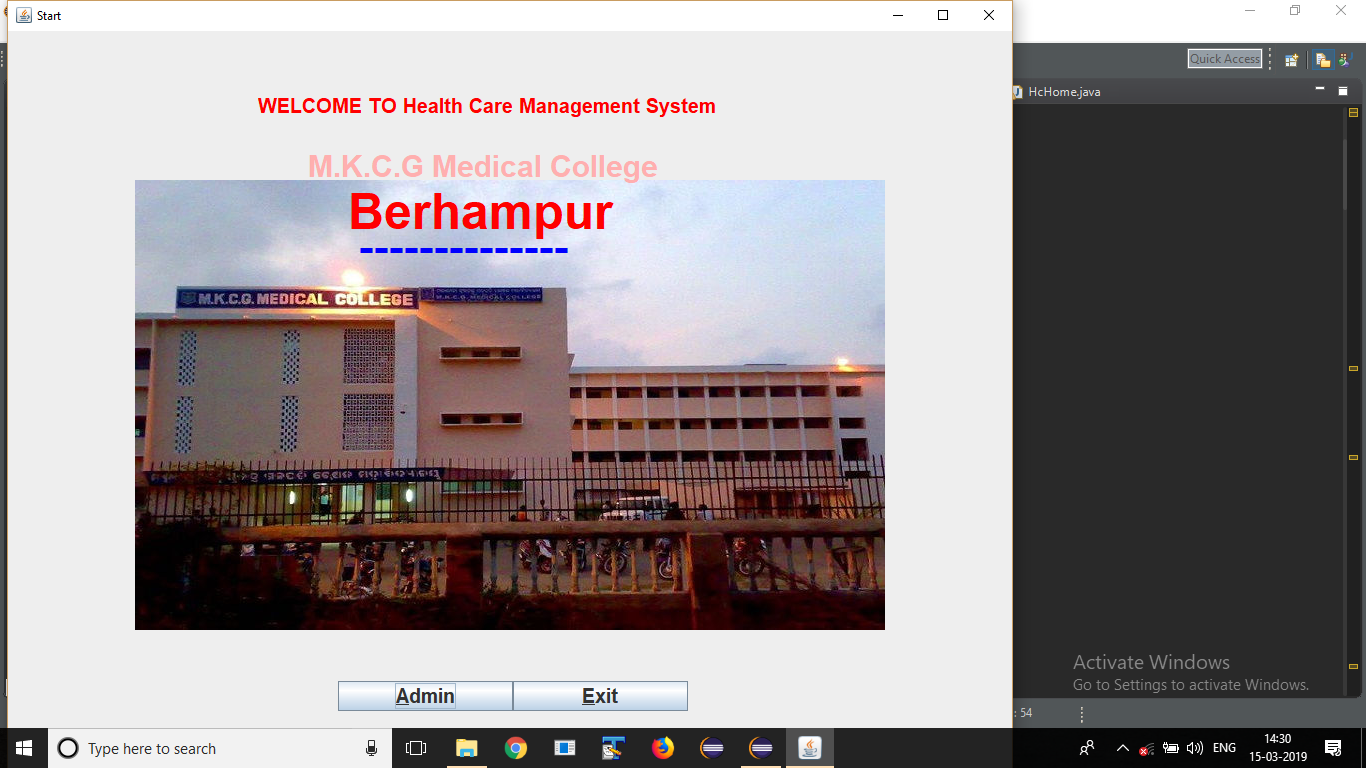 Start
Quick Access
HcHome.java
WELCOME TO Health Care Management System
M.K.C.G Medical College
Berhampur
--------------
M.K.C.G. MEDICAL COLLEGE
M.K.C.G. MEDICAL COLLEGE
Activate Windows
Go to Settings to activate Windows.
Admin
Exit
: 54
Type here to search
ENG
14:30
15-03-2019